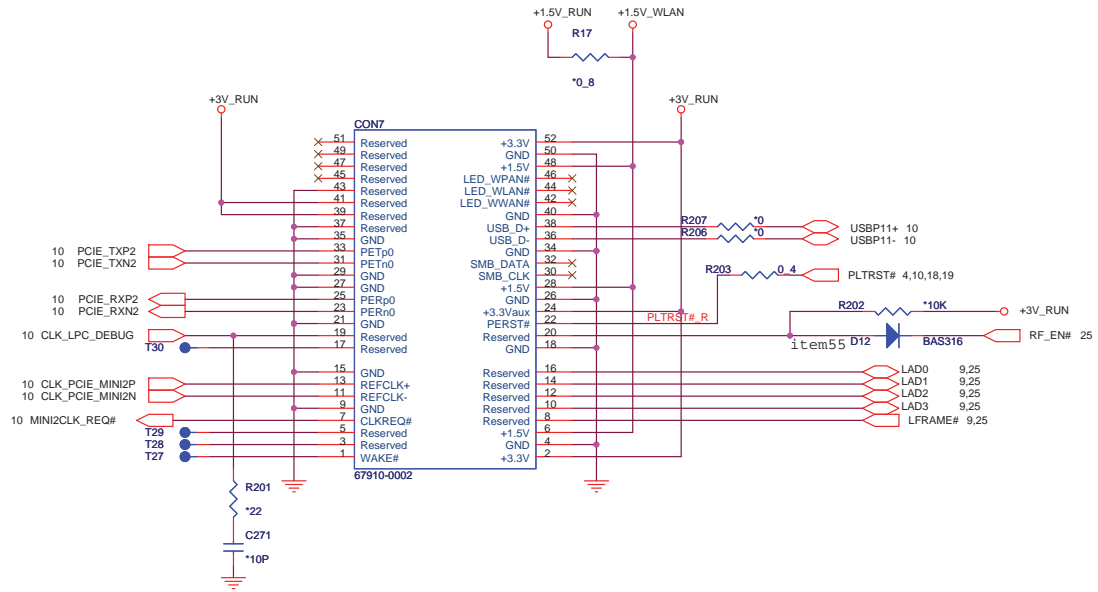 +1.5V_RUN +1.5V_WLAN
R17
*0_8
+3V_RUN +3V_RUN
CON7
51 Reserved +3.3V 52
49 Reserved GND 50
47 Reserved +1.5V 48
45 Reserved LED_WPAN# 46
43 Reserved LED_WLAN# 44
41 Reserved LED_WWAN# 42
39 Reserved GND 40
37 Reserved USB_D+ 38 R207 *0 USBP11+ 10
35 GND USB_D- 36 R206 *0 USBP11- 10
10 PCIE_TXP2 33 PETp0 GND 34
10 PCIE_TXN2 31 PETn0 SMB_DATA 32
29 GND SMB_CLK 30 R203 0_4 PLTRST# 4,10,18,19
27 GND +1.5V 28
10 PCIE_RXP2 25 PERp0 GND 26
10 PCIE_RXN2 23 PERn0 +3.3Vaux 24 R202 *10K +3V_RUN
21 GND PERST# 22 PLTRST#_R
10 CLK_LPC_DEBUG 19 Reserved Reserved 20 RF_EN# 25
T30 17 Reserved GND 18 item55 D12 BAS316
15 GND Reserved 16 LAD0 9,25
10 CLK_PCIE_MINI2P 13 REFCLK+ Reserved 14 LAD1 9,25
10 CLK_PCIE_MINI2N 11 REFCLK- Reserved 12 LAD2 9,25
9 GND Reserved 10 LAD3 9,25
10 MINI2CLK_REQ# 7 CLKREQ# Reserved 8 LFRAME# 9,25
T29 5 Reserved +1.5V 6
T28 3 Reserved GND 4
T27 1 WAKE# +3.3V 2
67910-0002
R201
*22
C271
*10P